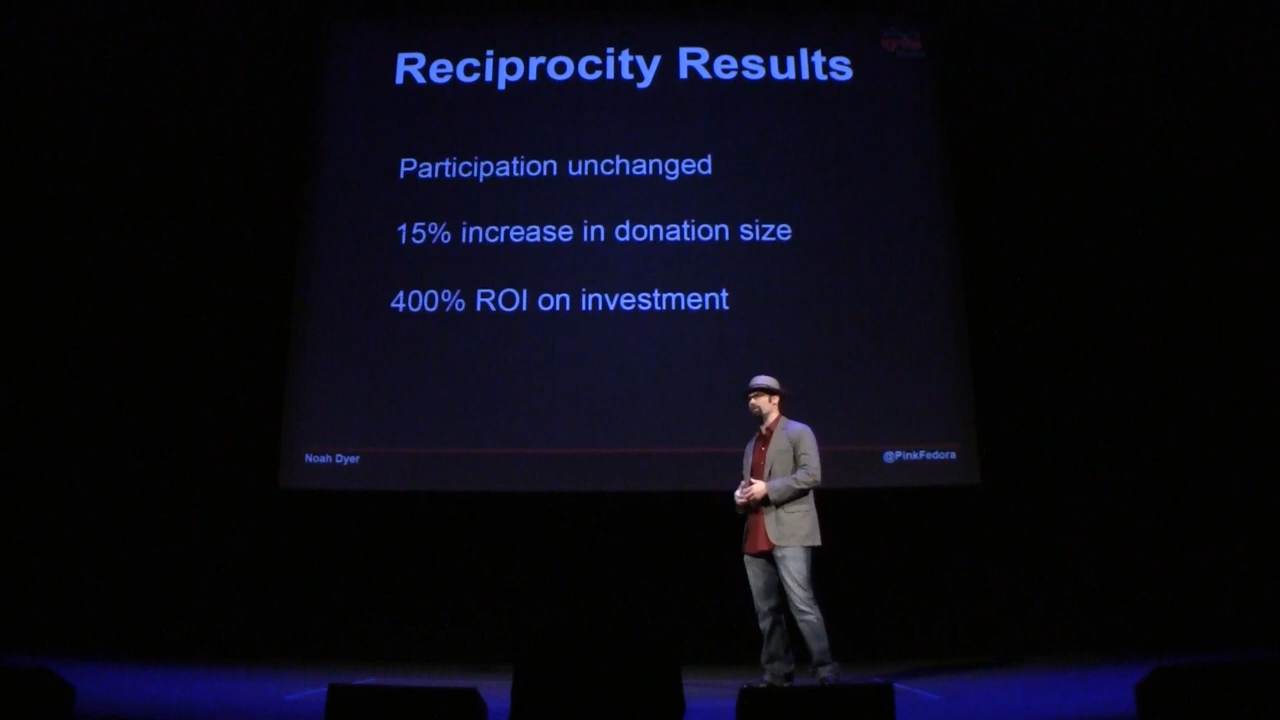 Reciprocity Results
Participation unchanged
15% increase in donation size
400% ROI on investment
Noah Dyer
@PinkFedora